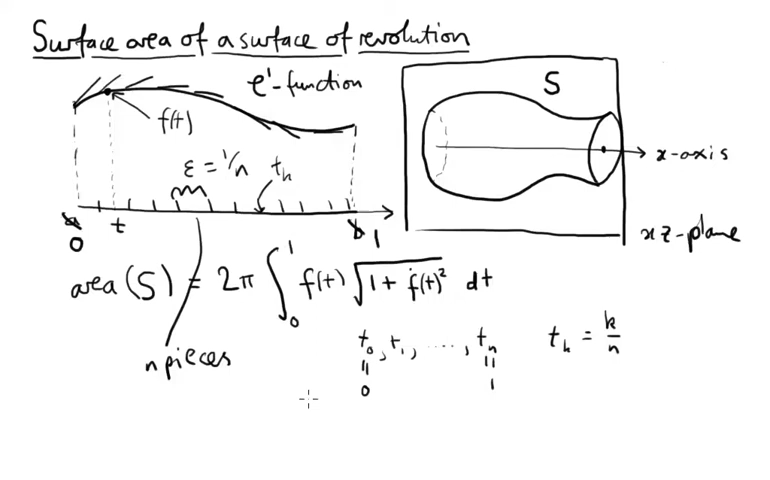 Surface area of a surface of revolution
C¹-function
S
f(t)
ε = 1/n
t_k
x-axis
0
t
1
xz-plane
area(S) = 2π ∫₀¹ f(t) √(1 + ḟ(t)²) dt
n pieces
t₀, t₁, ...., tₙ
t_k = k/n
= =
0 1